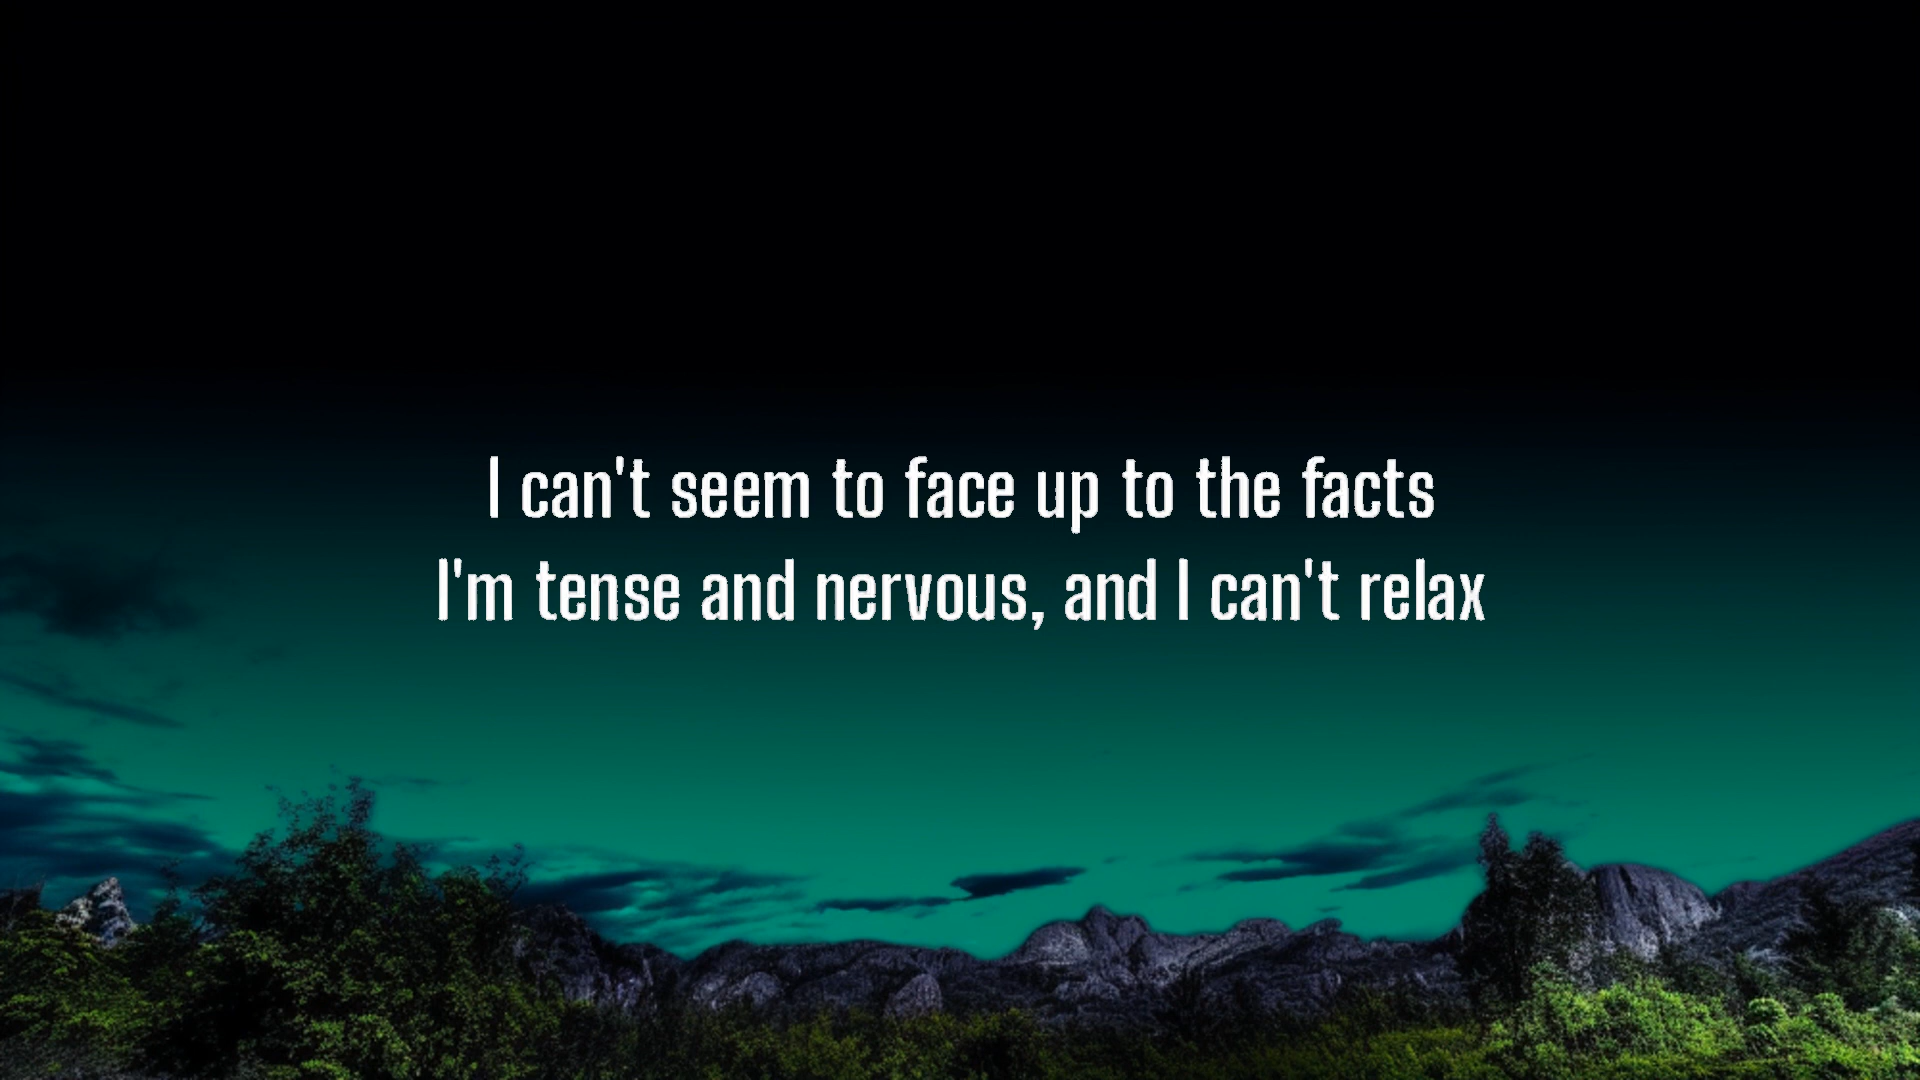 I can't seem to face up to the facts
I'm tense and nervous, and I can't relax